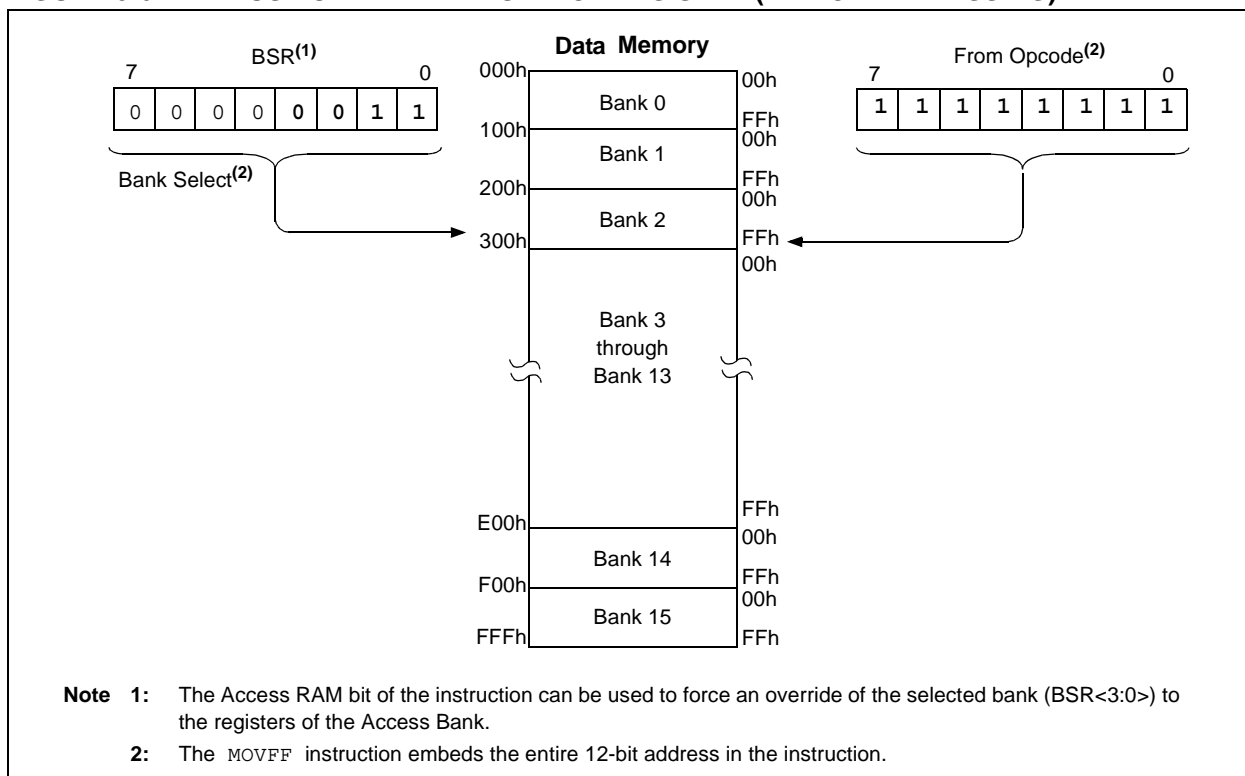 Data Memory
BSR(1)
7 0
0 0 0 0 0 0 1 1
Bank Select(2)
From Opcode(2)
7 0
1 1 1 1 1 1 1 1
000h
00h
Bank 0
FFh
100h
00h
Bank 1
FFh
200h
00h
Bank 2
FFh
300h
00h
Bank 3
through
Bank 13
FFh
E00h
00h
Bank 14
FFh
F00h
00h
Bank 15
FFFh
FFh
Note 1: The Access RAM bit of the instruction can be used to force an override of the selected bank (BSR<3:0>) to
the registers of the Access Bank.
2: The MOVFF instruction embeds the entire 12-bit address in the instruction.